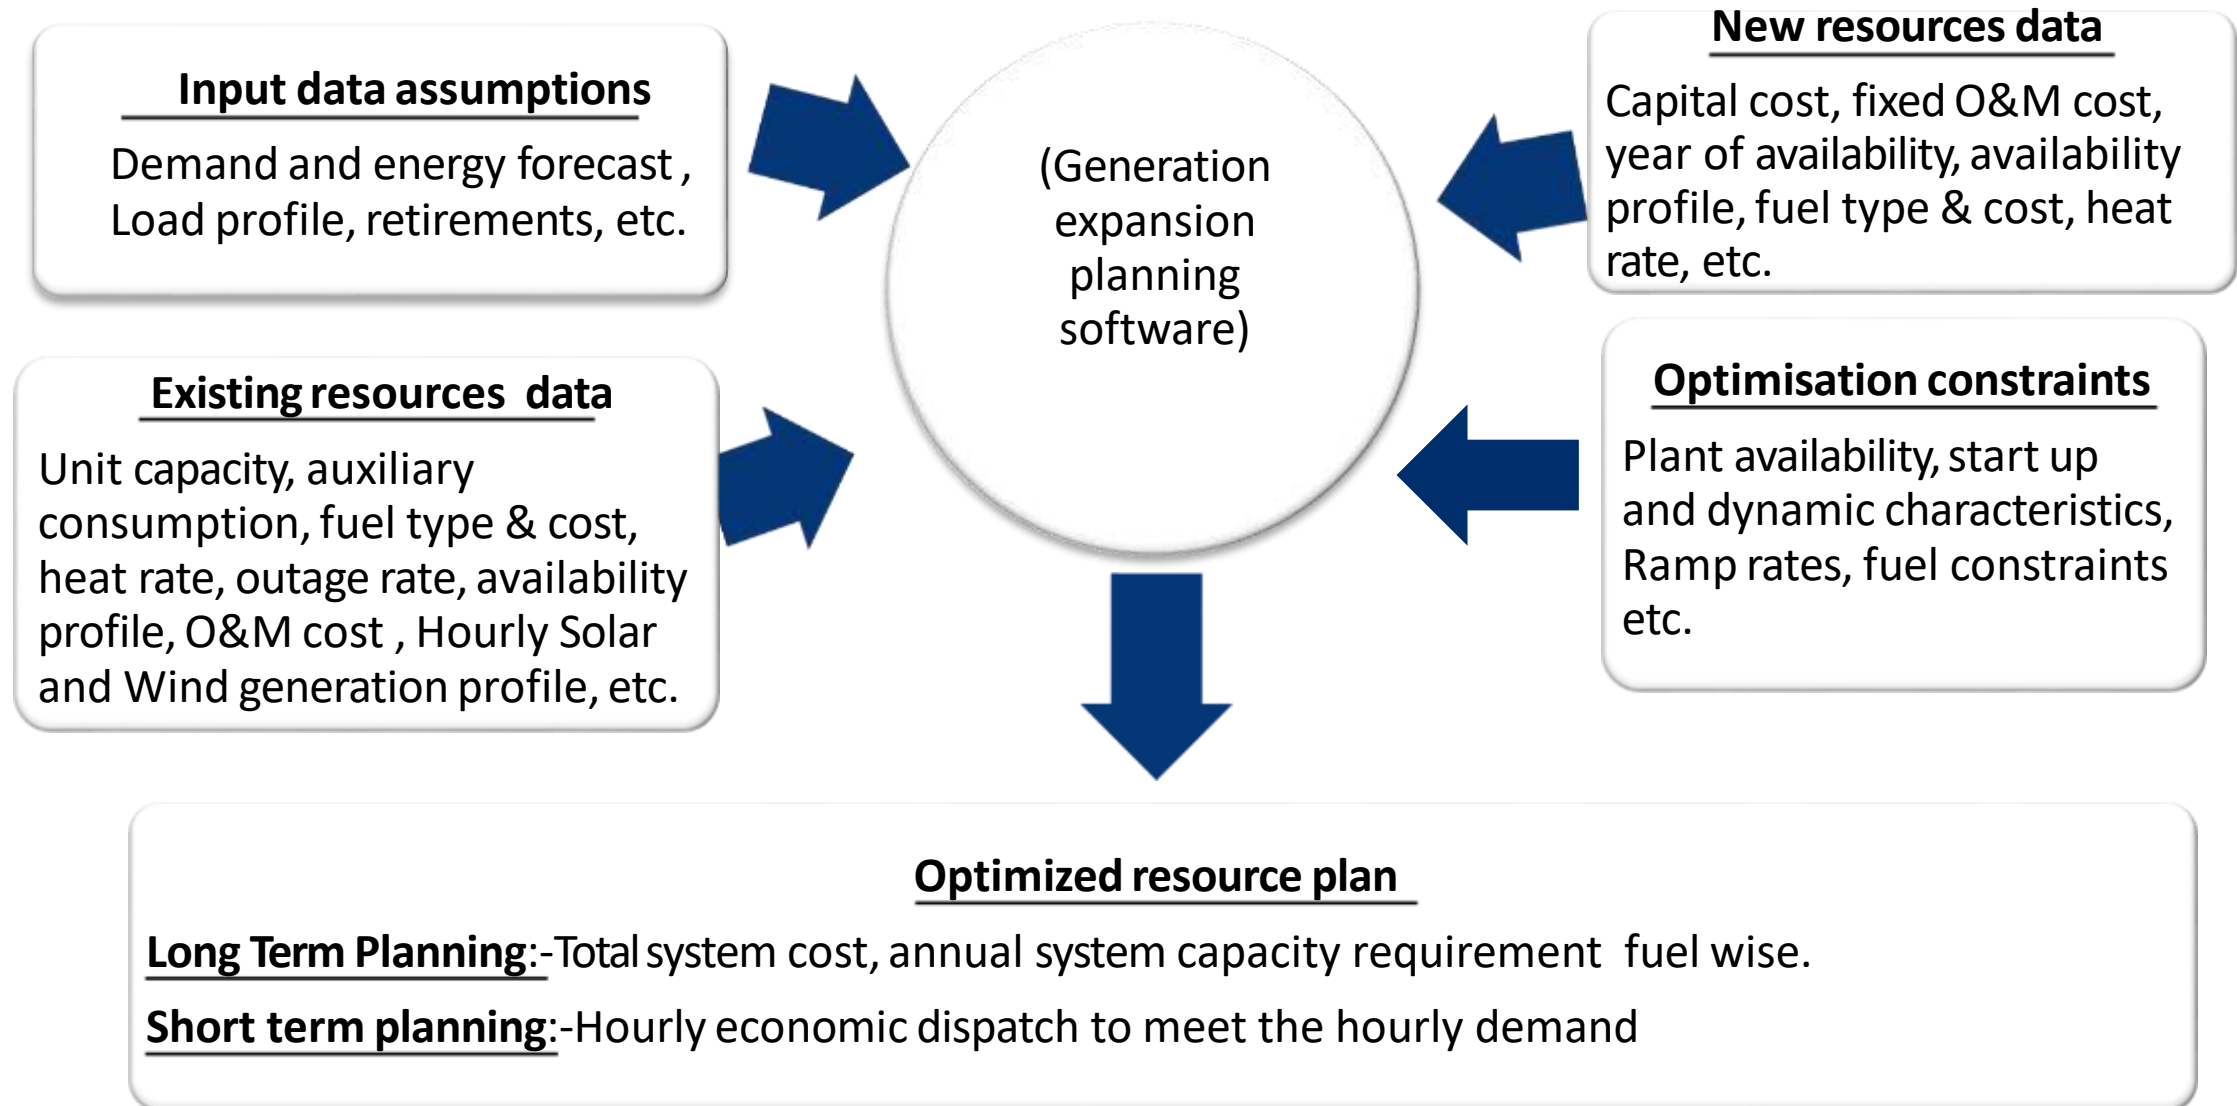 Input data assumptions
Demand and energy forecast ,
Load profile, retirements, etc.
Existing resources data
Unit capacity, auxiliary
consumption, fuel type & cost,
heat rate, outage rate, availability
profile, O&M cost , Hourly Solar
and Wind generation profile, etc.
(Generation
expansion
planning
software)
New resources data
Capital cost, fixed O&M cost,
year of availability, availability
profile, fuel type & cost, heat
rate, etc.
Optimisation constraints
Plant availability, start up
and dynamic characteristics,
Ramp rates, fuel constraints
etc.
Optimized resource plan
Long Term Planning:-Total system cost, annual system capacity requirement fuel wise.
Short term planning:-Hourly economic dispatch to meet the hourly demand